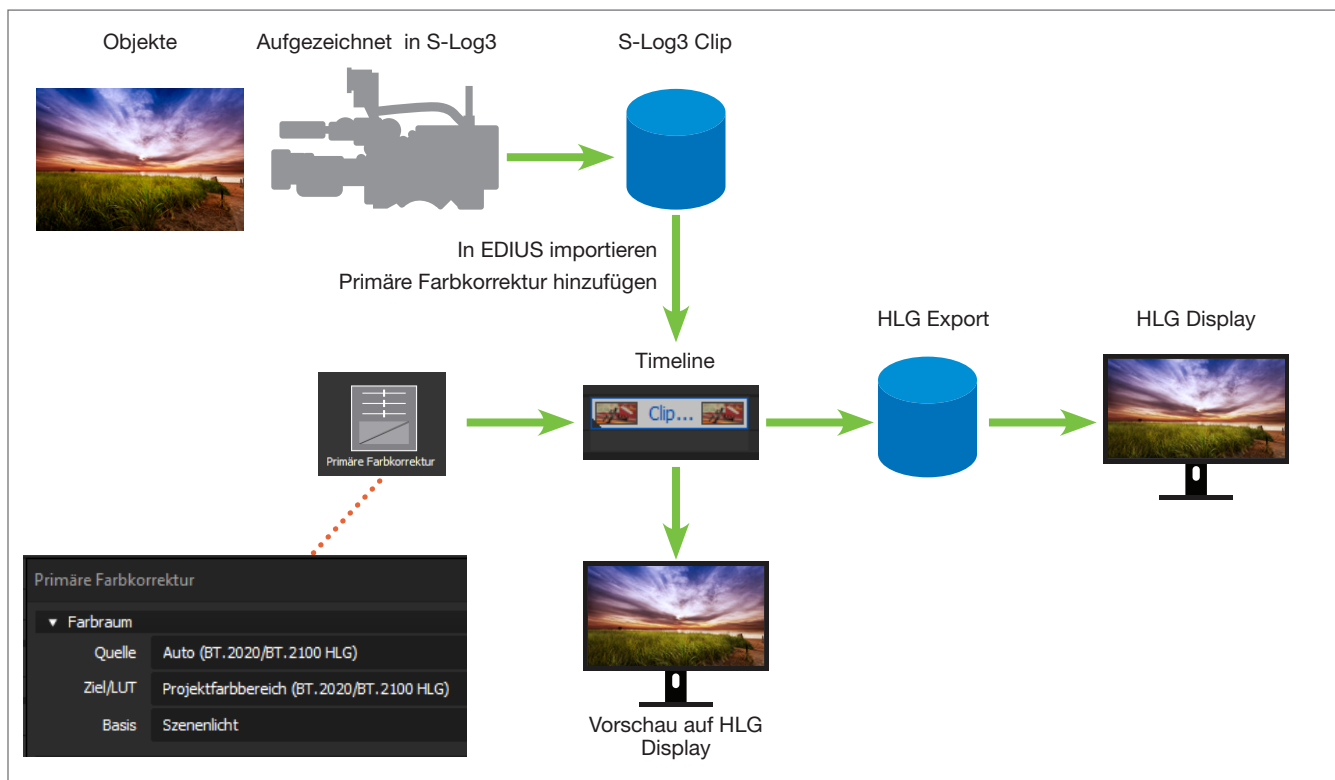 Objekte
Aufgezeichnet in S-Log3
S-Log3 Clip
In EDIUS importieren
Primäre Farbkorrektur hinzufügen
HLG Export
HLG Display
Timeline
Clip...
Primäre Farbkorrektur
Primäre Farbkorrektur
Farbraum
Quelle Auto (BT.2020/BT.2100 HLG)
Ziel/LUT Projektfarbbereich (BT.2020/BT.2100 HLG)
Basis Szenenlicht
Vorschau auf HLG
Display